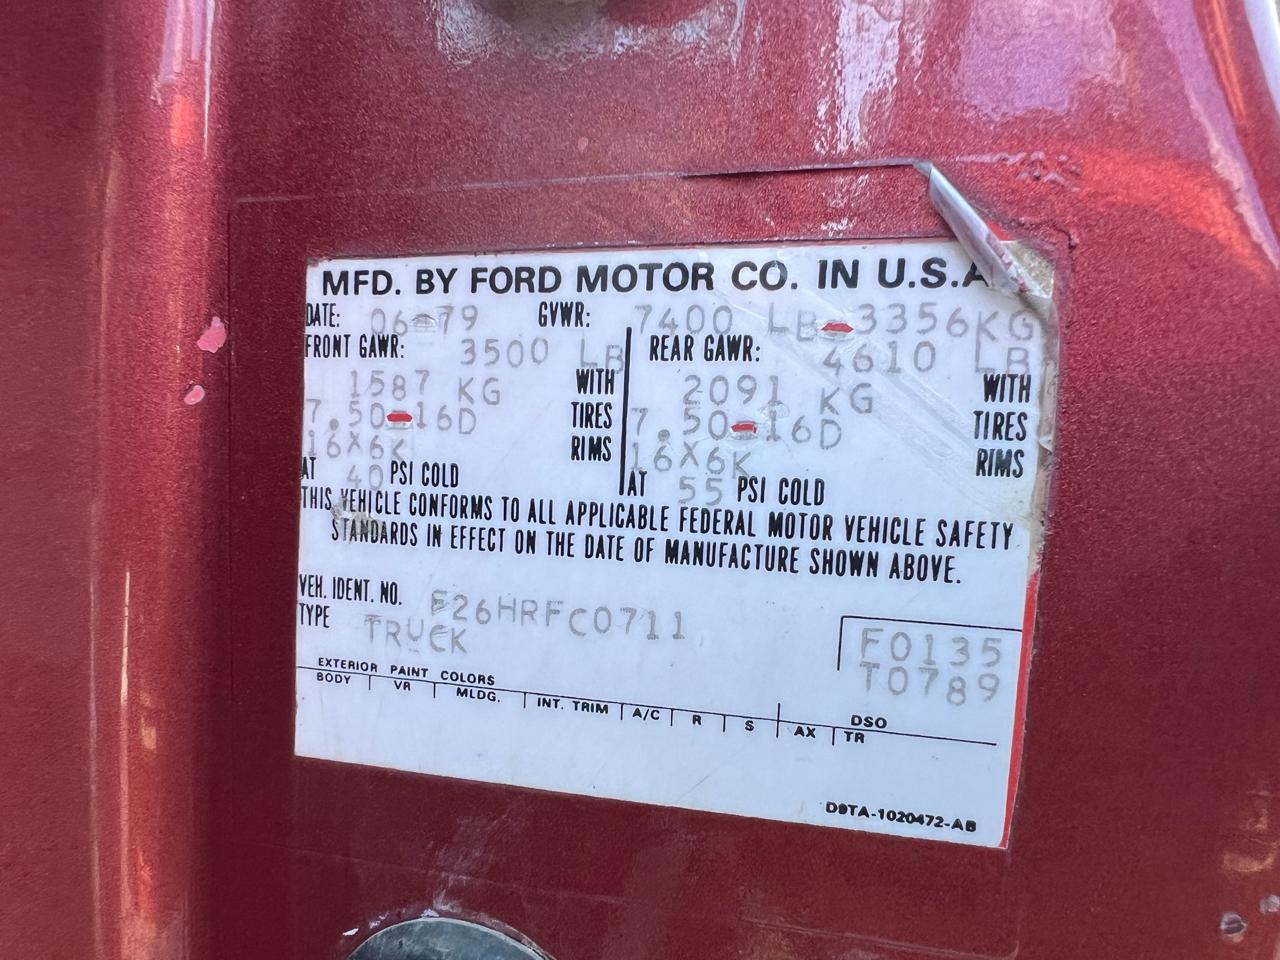 MFD. BY FORD MOTOR CO. IN U.S.A
DATE: 06-79 GVWR: 7400 LB-3356KG
FRONT GAWR: 3500 LB REAR GAWR: 4610 LB
1587 KG WITH 2091 KG WITH
7.50-16D TIRES 7.50-16D TIRES
16X6K RIMS 16X6K RIMS
AT 40 PSI COLD AT 55 PSI COLD
THIS VEHICLE CONFORMS TO ALL APPLICABLE FEDERAL MOTOR VEHICLE SAFETY
STANDARDS IN EFFECT ON THE DATE OF MANUFACTURE SHOWN ABOVE.
VEH. IDENT. NO. F26HRFC0711
TYPE TRUCK
F0135
T0789
EXTERIOR PAINT COLORS DSO
BODY VR MLDG. INT. TRIM A/C R S AX TR
D9TA-1020472-AB